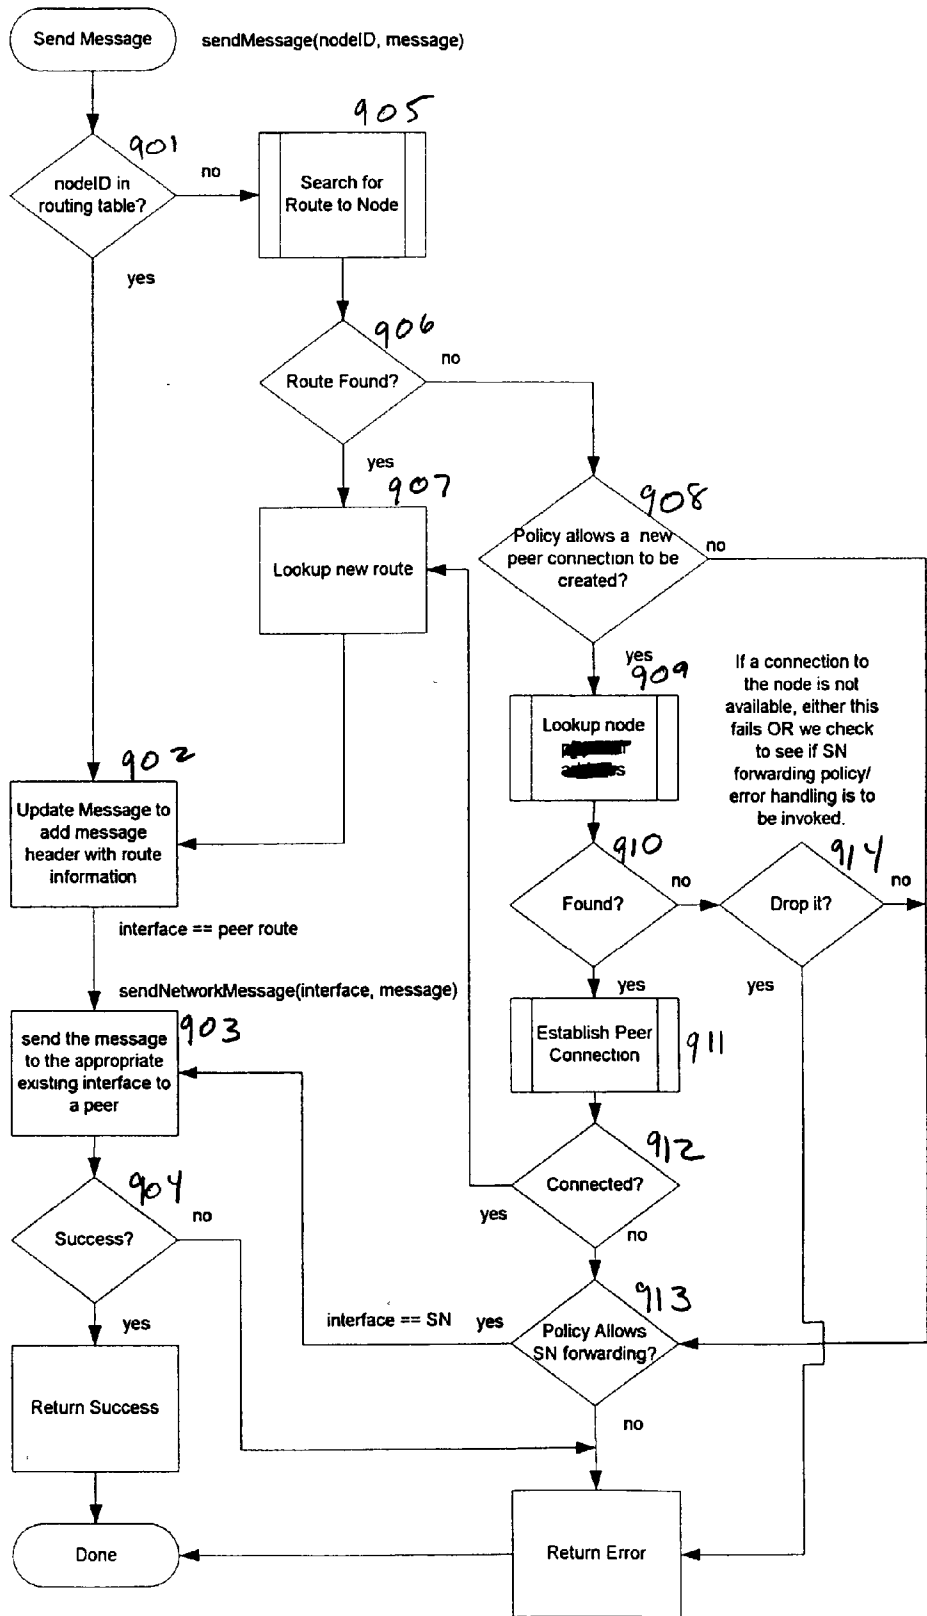 Send Message
sendMessage(nodeID, message)
905
901
nodeID in
routing table?
no
Search for
Route to Node
yes
906
Route Found?
no
yes
907
Lookup new route
908
Policy allows a new
peer connection to be
created?
no
yes
909
Lookup node
If a connection to
the node is not
available, either this
fails OR we check
to see if SN
forwarding policy/
error handling is to
be invoked.
902
Update Message to
add message
header with route
information
910
Found?
no
914
Drop it?
no
interface == peer route
yes
yes
sendNetworkMessage(interface, message)
903
send the message
to the appropriate
existing interface to
a peer
Establish Peer
Connection
911
912
Connected?
yes
no
904
Success?
no
yes
913
interface == SN
yes
Policy Allows
SN forwarding?
no
Return Success
Done
Return Error